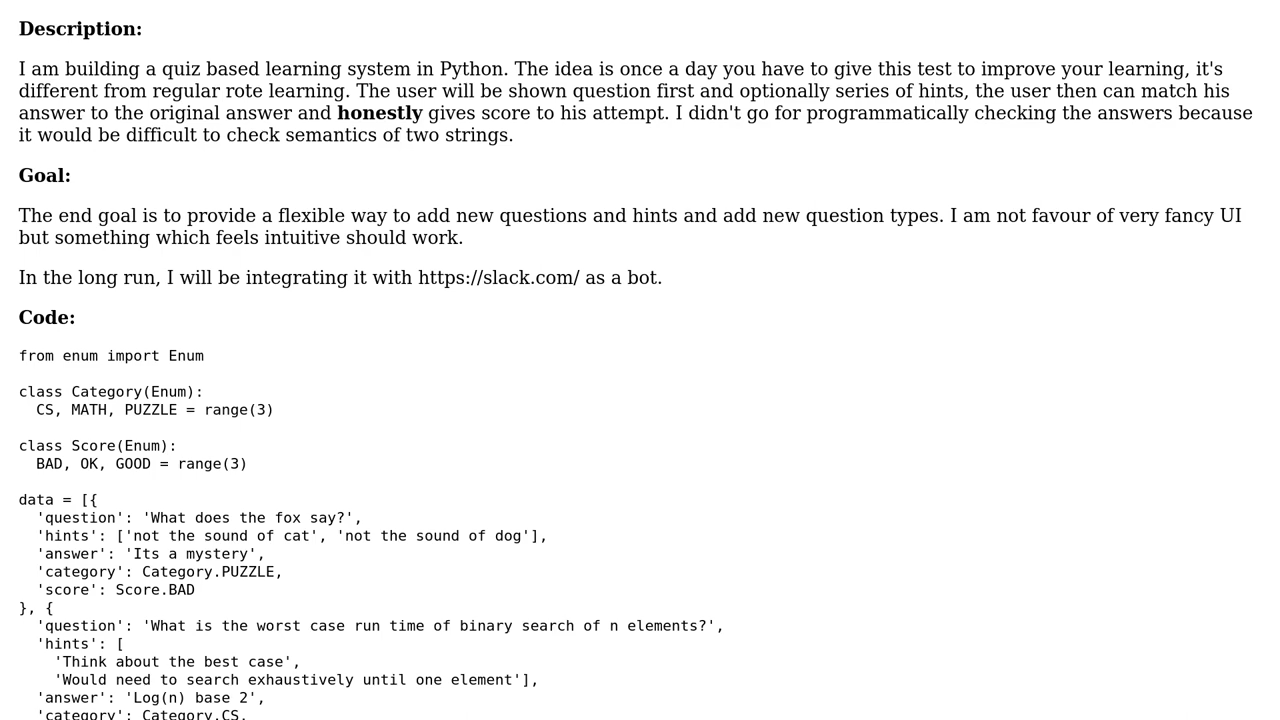 Description:
I am building a quiz based learning system in Python. The idea is once a day you have to give this test to improve your learning, it's
different from regular rote learning. The user will be shown question first and optionally series of hints, the user then can match his
answer to the original answer and honestly gives score to his attempt. I didn't go for programmatically checking the answers because
it would be difficult to check semantics of two strings.
Goal:
The end goal is to provide a flexible way to add new questions and hints and add new question types. I am not favour of very fancy UI
but something which feels intuitive should work.
In the long run, I will be integrating it with https://slack.com/ as a bot.
Code:
from enum import Enum
class Category(Enum):
  CS, MATH, PUZZLE = range(3)
class Score(Enum):
  BAD, OK, GOOD = range(3)
data = [{
  'question': 'What does the fox say?',
  'hints': ['not the sound of cat', 'not the sound of dog'],
  'answer': 'Its a mystery',
  'category': Category.PUZZLE,
  'score': Score.BAD
}, {
  'question': 'What is the worst case run time of binary search of n elements?',
  'hints': [
    'Think about the best case',
    'Would need to search exhaustively until one element'],
  'answer': 'Log(n) base 2',
  'category': Category.CS,